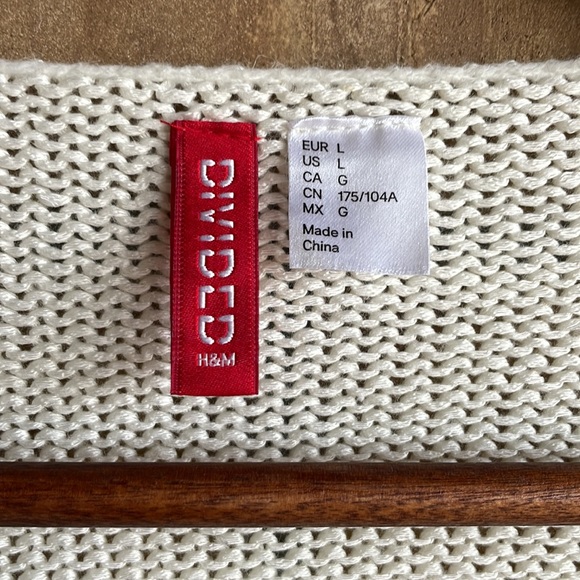 DIVIDED
H&M
EUR L
US L
CA G
CN 175/104A
MX G
Made in
China